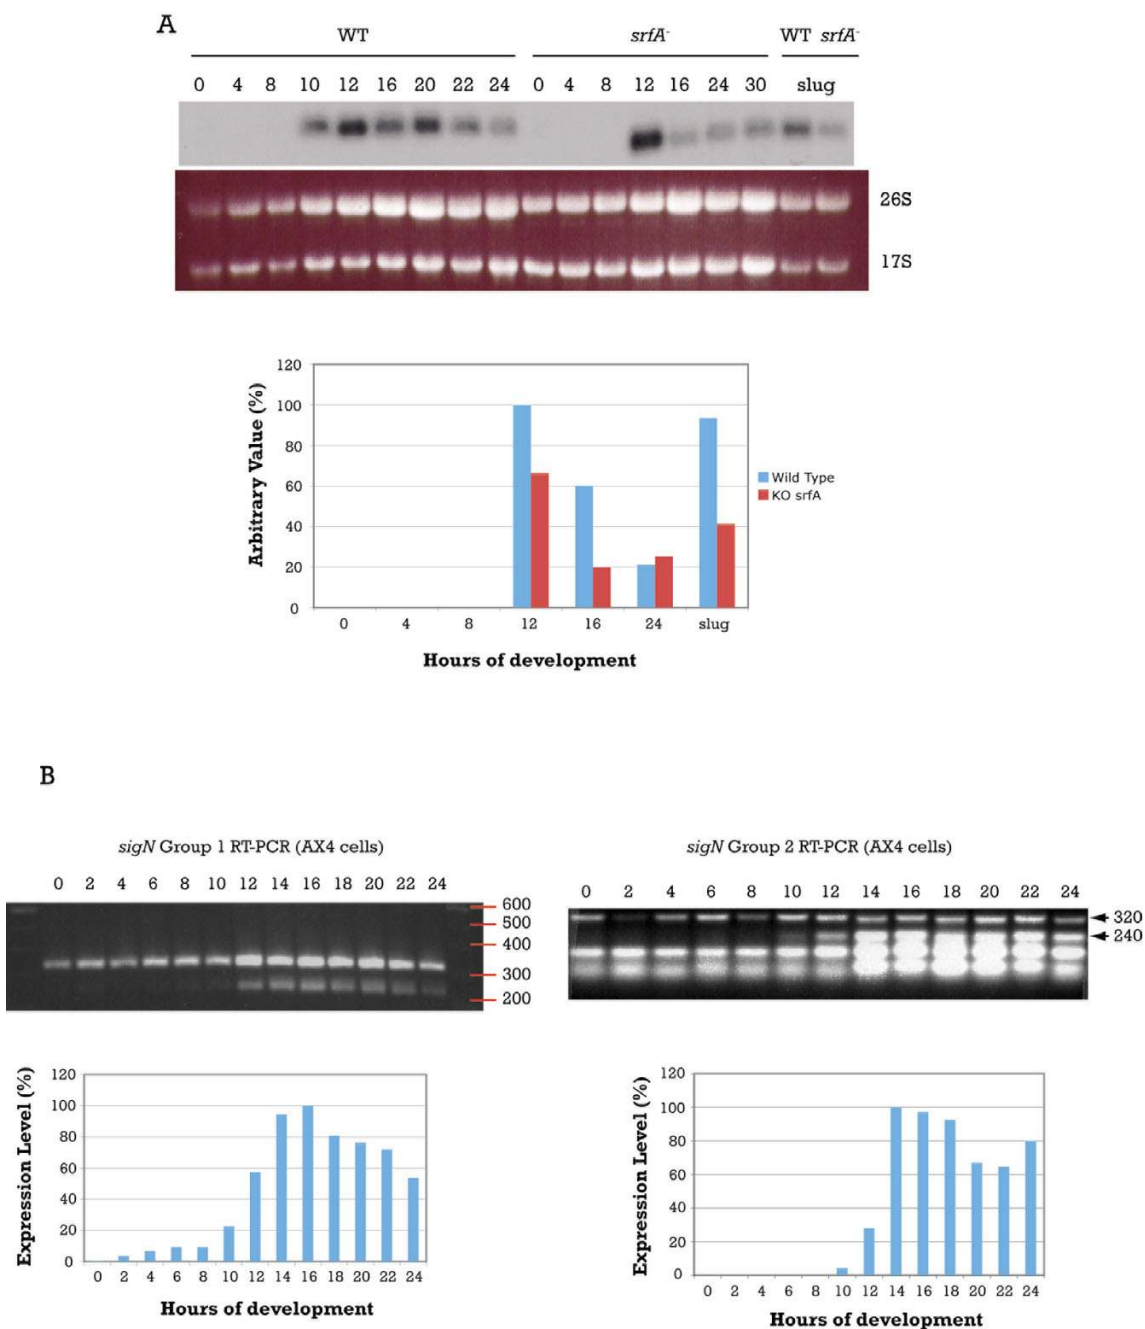 A
WT srfA- WT srfA-
0 4 8 10 12 16 20 22 24 0 4 8 12 16 24 30 slug
26S
17S
120
100
80
60
40
20
0
Arbitrary Value (%)
Wild Type
KO srfA
0 4 8 12 16 24 slug
Hours of development
B
sigN Group 1 RT-PCR (AX4 cells)
0 2 4 6 8 10 12 14 16 18 20 22 24
600
500
400
300
200
120
100
80
60
40
20
0
Expression Level (%)
0 2 4 6 8 10 12 14 16 18 20 22 24
Hours of development
sigN Group 2 RT-PCR (AX4 cells)
0 2 4 6 8 10 12 14 16 18 20 22 24
320
240
120
100
80
60
40
20
0
Expression Level (%)
0 2 4 6 8 10 12 14 16 18 20 22 24
Hours of development